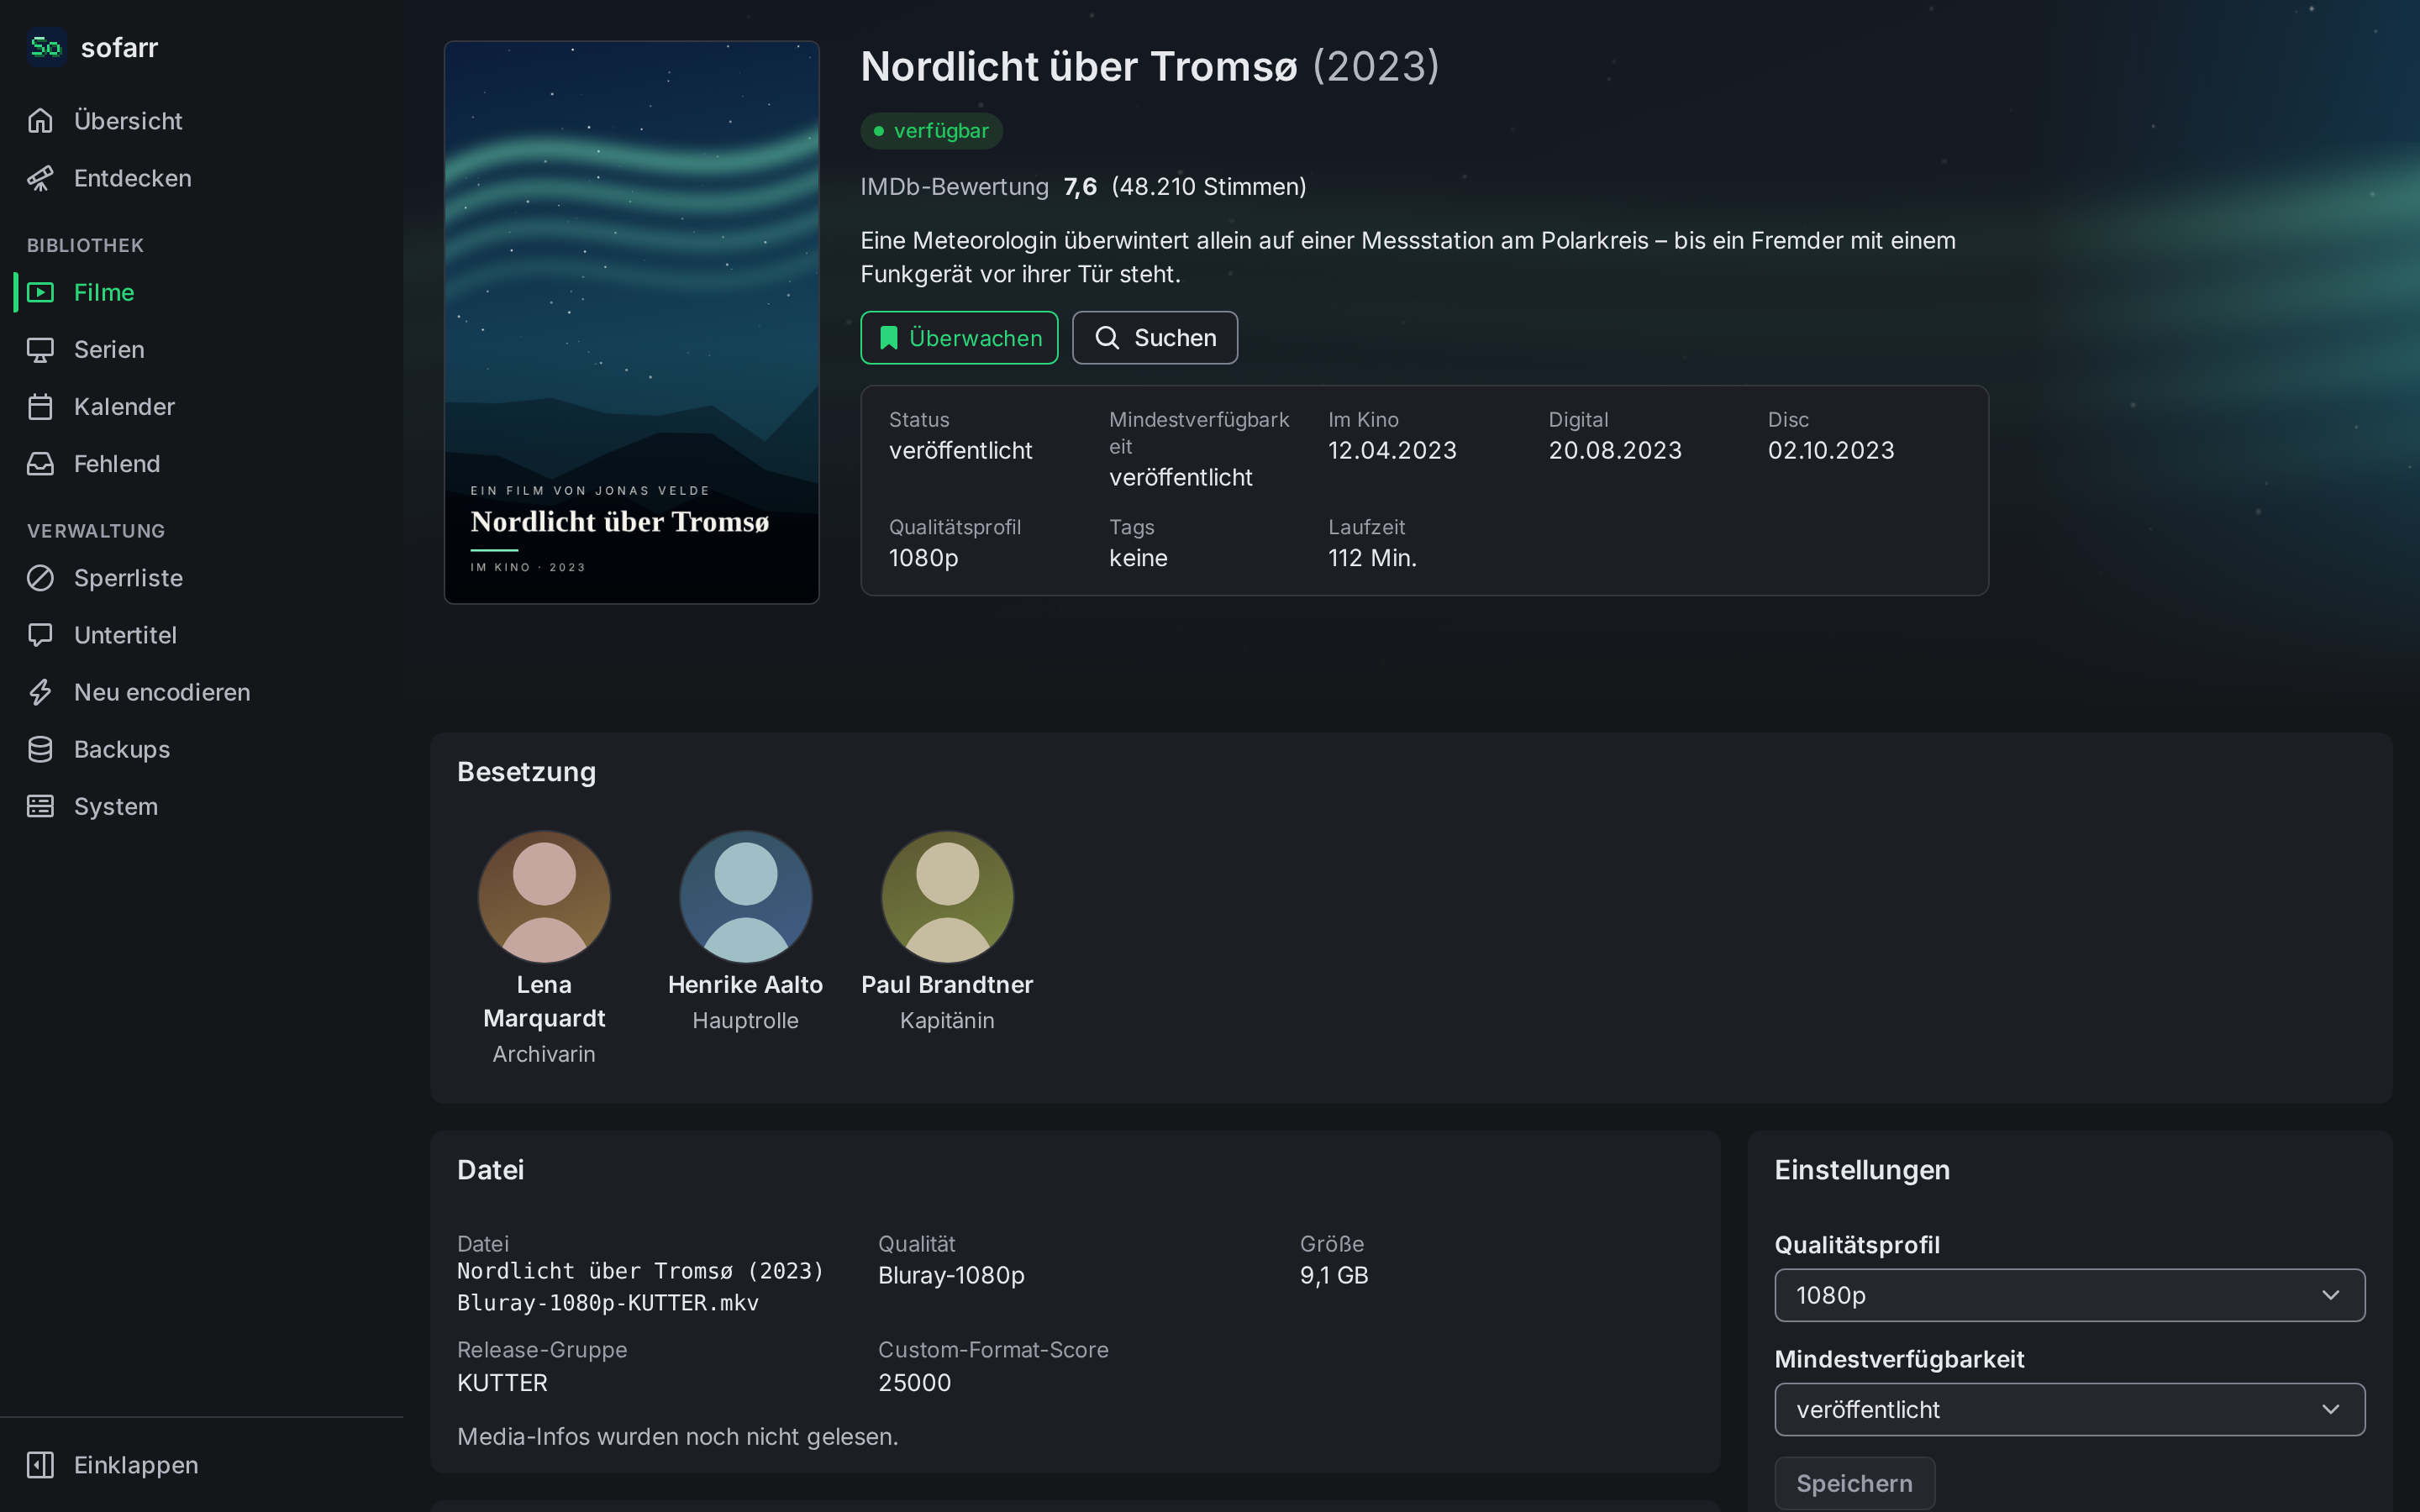 So sofarr
Übersicht
Entdecken
BIBLIOTHEK
Filme
Serien
Kalender
Fehlend
VERWALTUNG
Sperrliste
Untertitel
Neu encodieren
Backups
System
Einklappen
EIN FILM VON JONAS VELDE
Nordlicht über Tromsø
IM KINO · 2023
Nordlicht über Tromsø (2023)
verfügbar
IMDb-Bewertung 7,6 (48.210 Stimmen)
Eine Meteorologin überwintert allein auf einer Messstation am Polarkreis – bis ein Fremder mit einem
Funkgerät vor ihrer Tür steht.
Überwachen Suchen
Status
veröffentlicht
Mindestverfügbark
eit
veröffentlicht
Im Kino
12.04.2023
Digital
20.08.2023
Disc
02.10.2023
Qualitätsprofil
1080p
Tags
keine
Laufzeit
112 Min.
Besetzung
Lena
Marquardt
Archivarin
Henrike Aalto
Hauptrolle
Paul Brandtner
Kapitänin
Datei
Datei
Nordlicht über Tromsø (2023)
Bluray-1080p-KUTTER.mkv
Qualität
Bluray-1080p
Größe
9,1 GB
Release-Gruppe
KUTTER
Custom-Format-Score
25000
Media-Infos wurden noch nicht gelesen.
Einstellungen
Qualitätsprofil
1080p
Mindestverfügbarkeit
veröffentlicht
Speichern